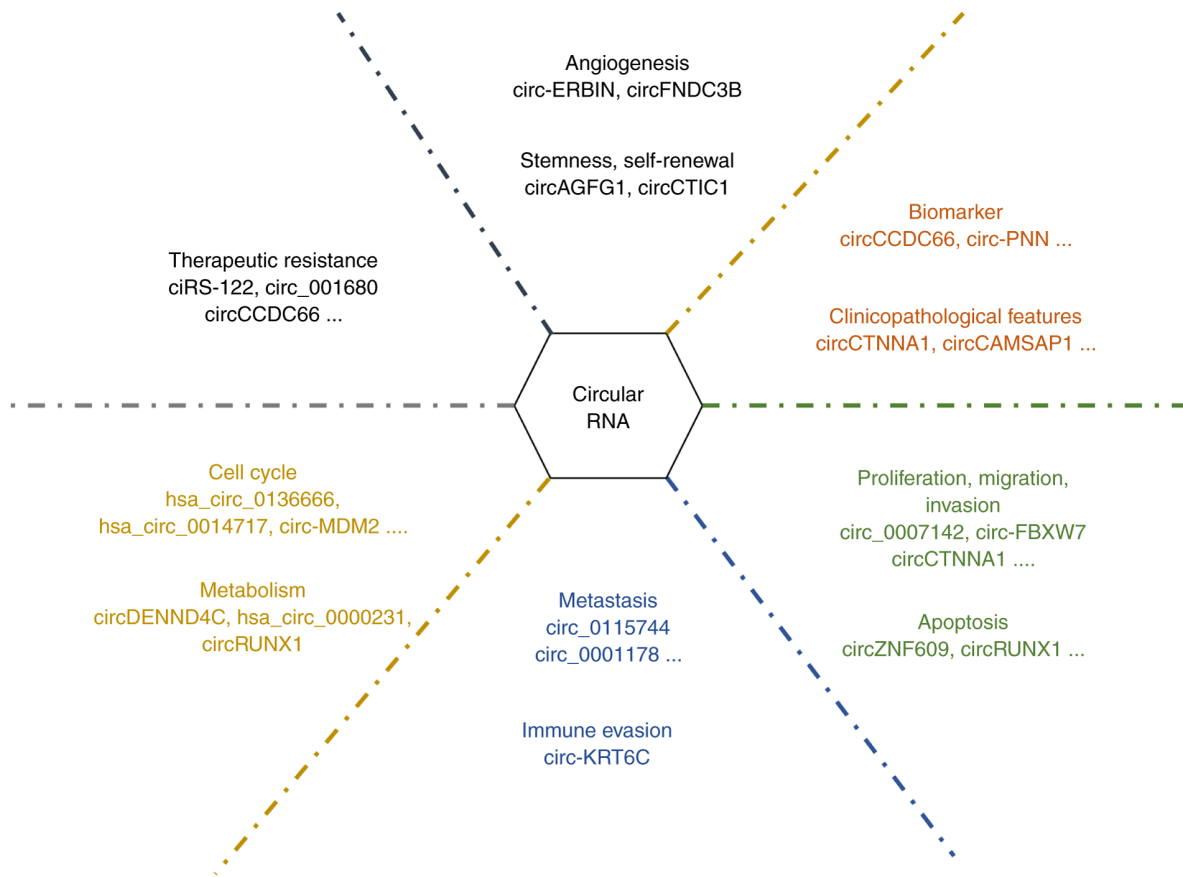 Angiogenesis
circ-ERBIN, circFNDC3B
Stemness, self-renewal
circAGFG1, circCTIC1
Biomarker
circCCDC66, circ-PNN ...
Clinicopathological features
circCTNNA1, circCAMSAP1 ...
Therapeutic resistance
ciRS-122, circ_001680
circCCDC66 ...
Circular
RNA
Cell cycle
hsa_circ_0136666,
hsa_circ_0014717, circ-MDM2 ....
Metabolism
circDENND4C, hsa_circ_0000231,
circRUNX1
Metastasis
circ_0115744
circ_0001178 ...
Immune evasion
circ-KRT6C
Proliferation, migration,
invasion
circ_0007142, circ-FBXW7
circCTNNA1 ....
Apoptosis
circZNF609, circRUNX1 ...